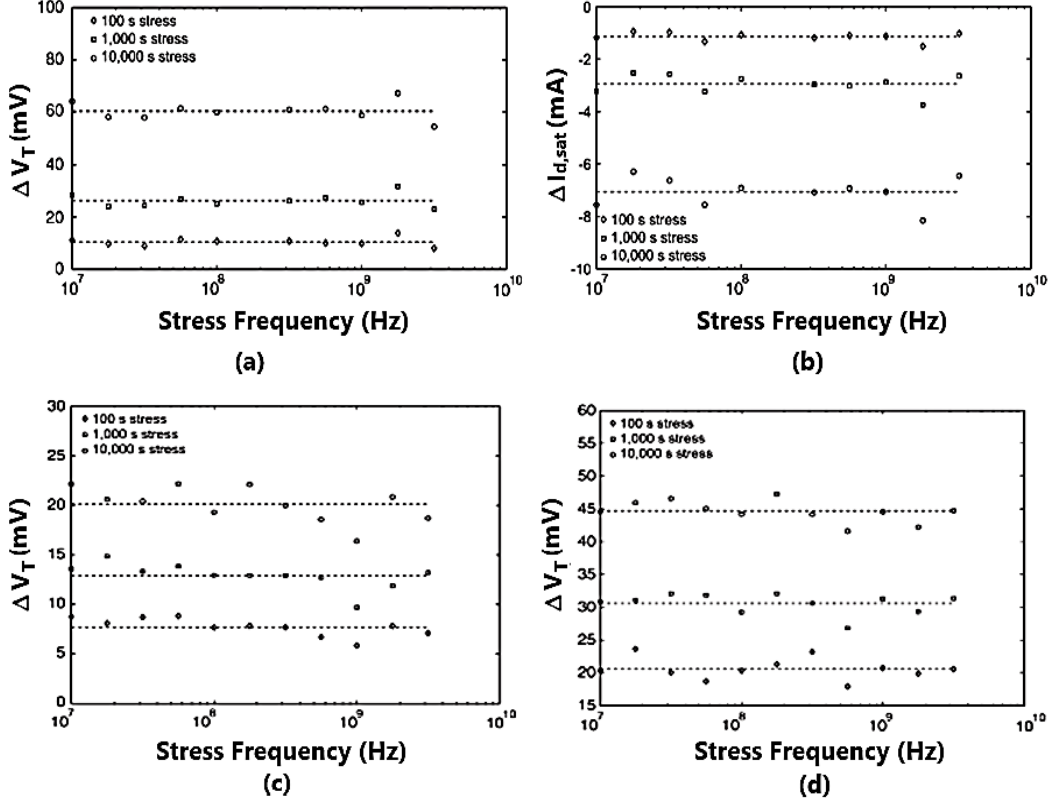 100
80
60
40
20
0
Δ V_T (mV)
100 s stress
1,000 s stress
10,000 s stress
10^7
10^8
10^9
10^10
Stress Frequency (Hz)
(a)
0
-2
-4
-6
-8
-10
Δ I_d,sat (mA)
100 s stress
1,000 s stress
10,000 s stress
10^7
10^8
10^9
10^10
Stress Frequency (Hz)
(b)
30
25
20
15
10
5
0
Δ V_T (mV)
100 s stress
1,000 s stress
10,000 s stress
10^7
10^8
10^9
10^10
Stress Frequency (Hz)
(c)
60
55
50
45
40
35
30
25
20
15
Δ V_T (mV)
100 s stress
1,000 s stress
10,000 s stress
10^7
10^8
10^9
10^10
Stress Frequency (Hz)
(d)